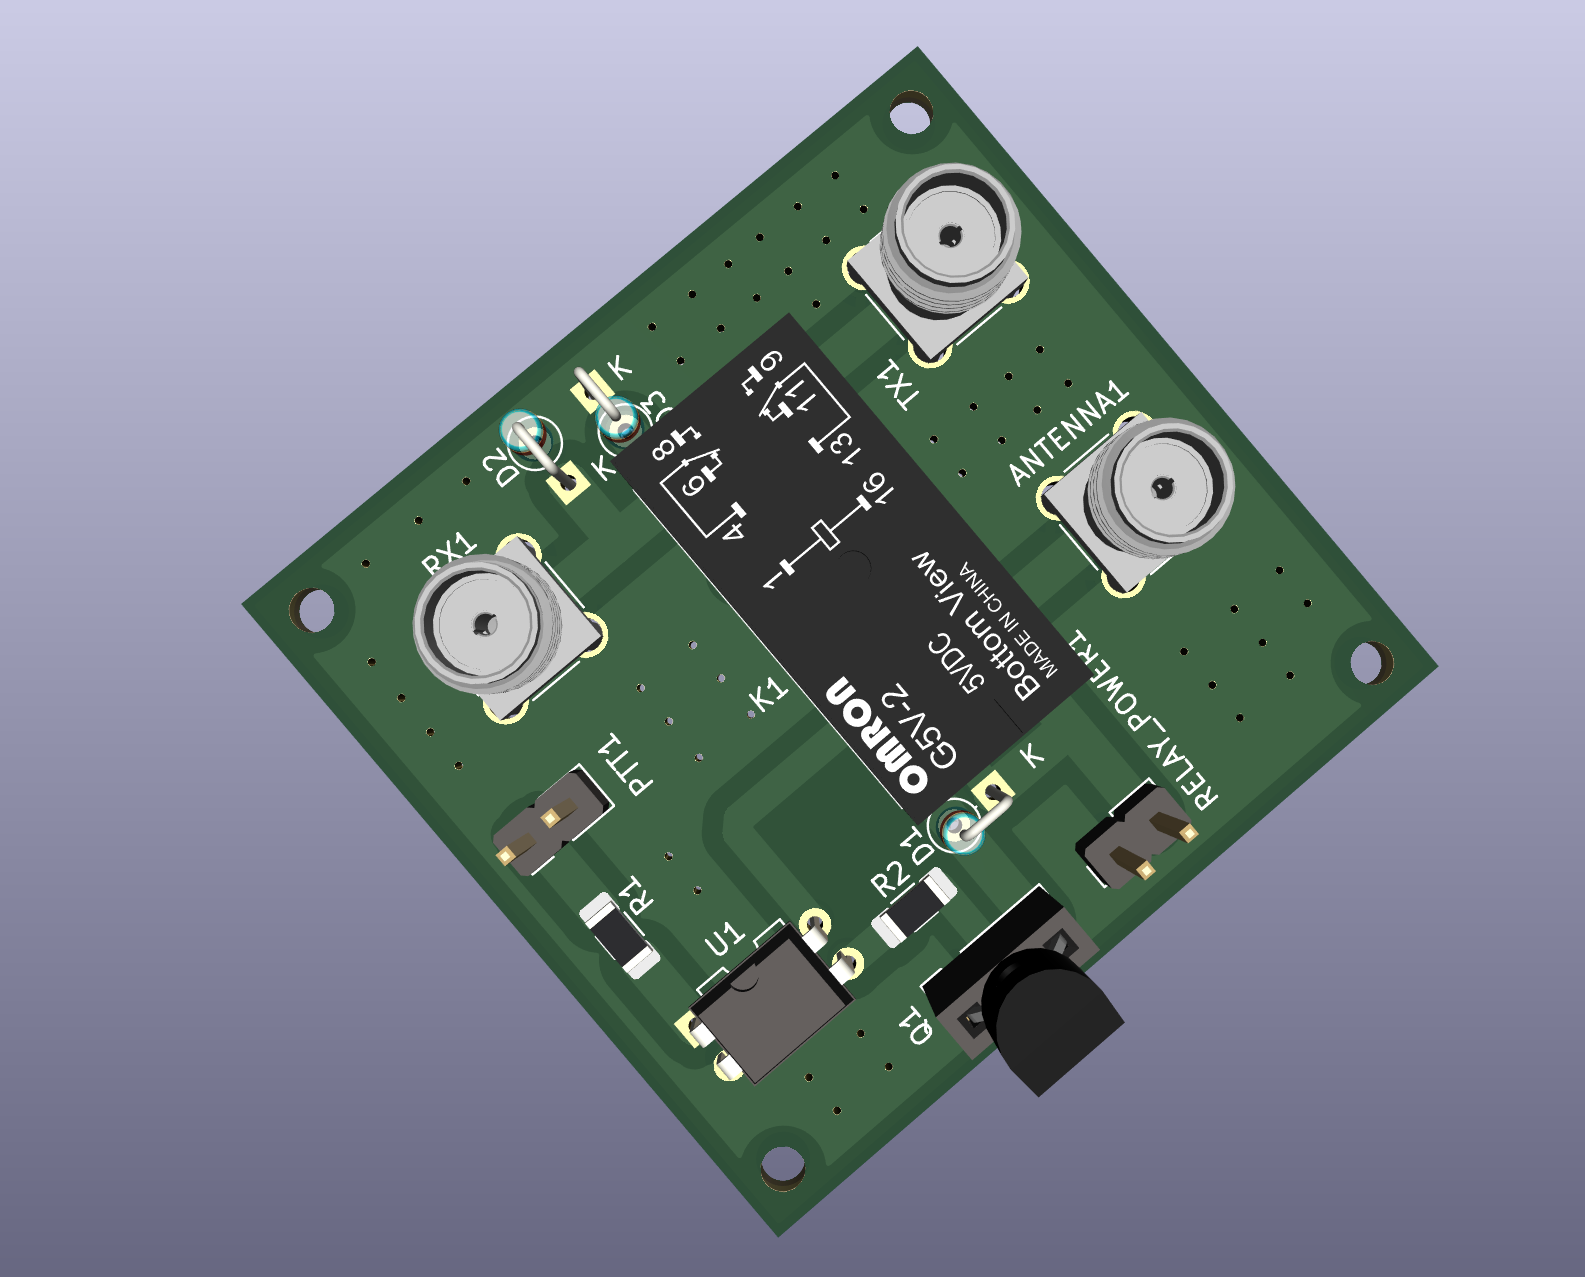 K
D3
D2
K
TX1
ANTENNA1
RX1
9
11
13
8
6
4
16
1
Bottom View
MADE IN CHINA
5VDC
G5V-2
OMRON
K1
RELAY_POWER1
K
D1
PTT1
R1
R2
U1
Q1